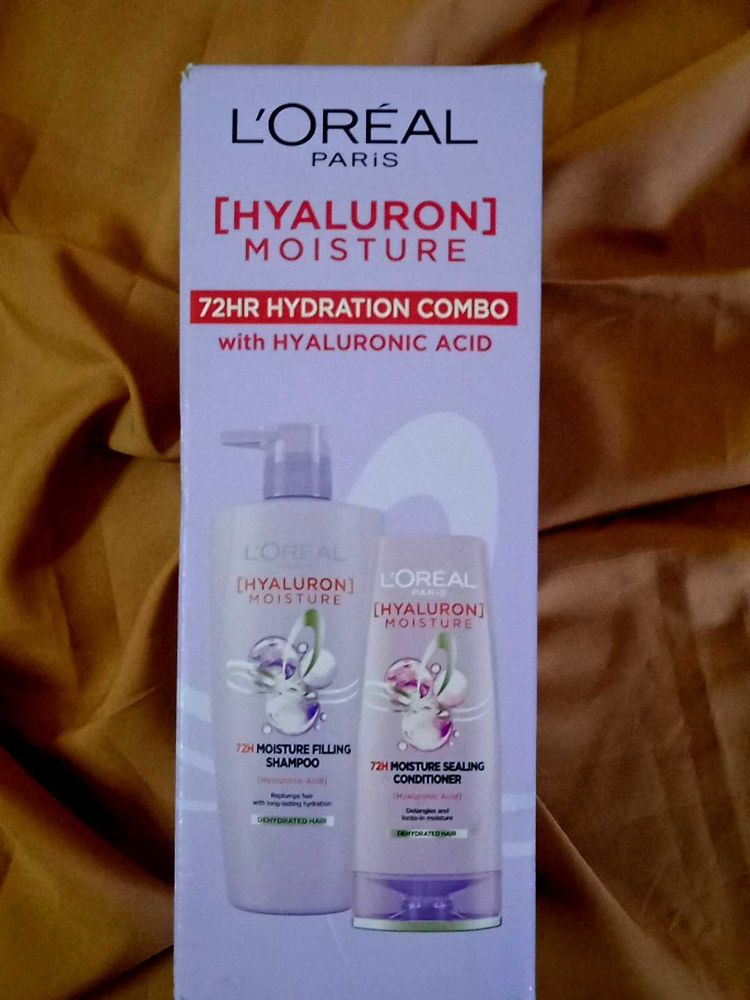 L'ORÉAL
PARIS
[HYALURON]
MOISTURE
72HR HYDRATION COMBO
with HYALURONIC ACID
L'ORÉAL
PARIS
[HYALURON]
MOISTURE
72H MOISTURE FILLING
SHAMPOO
[Hyaluronic Acid]
Replumps hair
with long-lasting hydration
DEHYDRATED HAIR
L'ORÉAL
PARIS
[HYALURON]
MOISTURE
72H MOISTURE SEALING
CONDITIONER
[Hyaluronic Acid]
Detangles and
locks-in moisture
DEHYDRATED HAIR